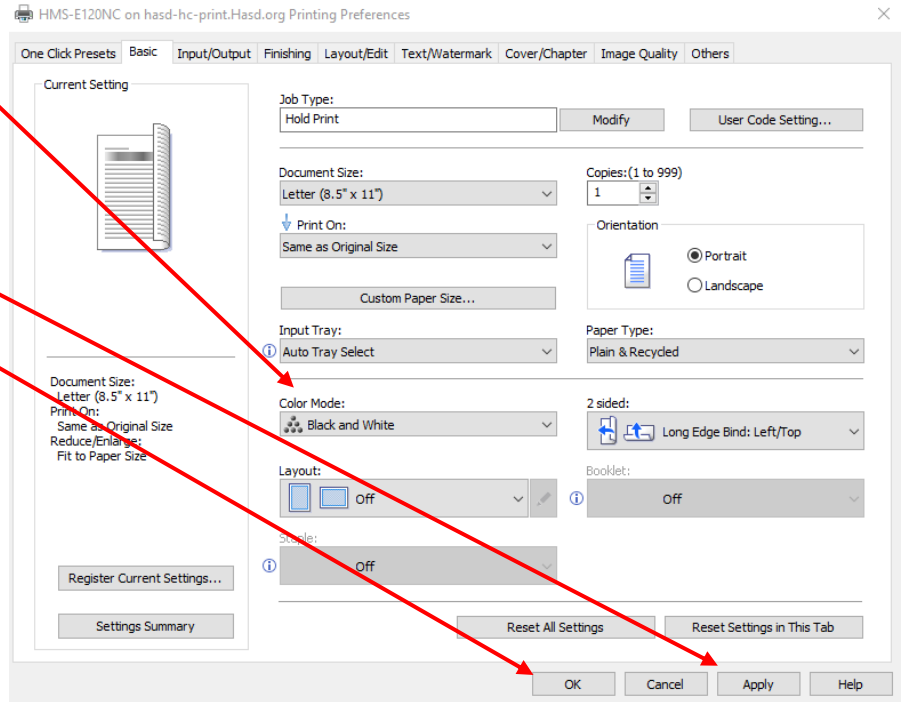 HMS-E120NC on hasd-hc-print.Hasd.org Printing Preferences
One Click Presets Basic Input/Output Finishing Layout/Edit Text/Watermark Cover/Chapter Image Quality Others
Current Setting
Job Type:
Hold Print Modify User Code Setting...
Document Size: Copies:(1 to 999)
Letter (8.5" x 11") 1
Print On: Orientation
Same as Original Size Portrait
Landscape
Custom Paper Size...
Input Tray: Paper Type:
Auto Tray Select Plain & Recycled
Document Size:
Letter (8.5" x 11")
Print On:
Same as Original Size
Reduce/Enlarge:
Fit to Paper Size
Color Mode: 2 sided:
Black and White Long Edge Bind: Left/Top
Layout: Booklet:
Off Off
Staple:
Off
Register Current Settings...
Settings Summary Reset All Settings Reset Settings in This Tab
OK Cancel Apply Help